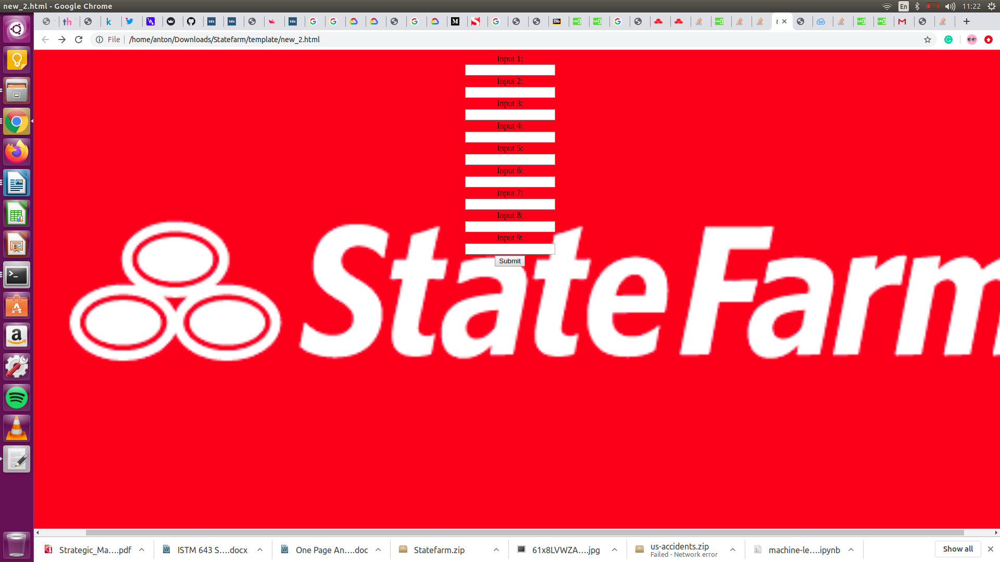 new_2.html - Google Chrome
En
11:22
File
/home/anton/Downloads/Statefarm/template/new_2.html
Input 1:
Input 2:
Input 3:
Input 4:
Input 5:
Input 6:
Input 7:
Input 8:
Input 9:
Submit
State Farm
Strategic_Ma....pdf
ISTM 643 S....docx
One Page An....doc
Statefarm.zip
61x8LVWZA....jpg
us-accidents.zip
Failed - Network error
machine-le....ipynb
Show all